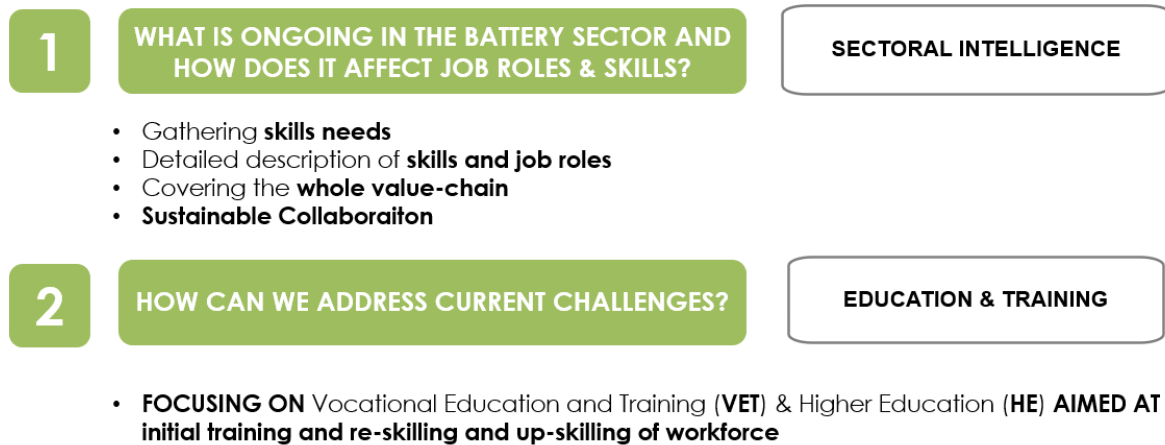 1
WHAT IS ONGOING IN THE BATTERY SECTOR AND
HOW DOES IT AFFECT JOB ROLES & SKILLS?
SECTORAL INTELLIGENCE
• Gathering skills needs
• Detailed description of skills and job roles
• Covering the whole value-chain
• Sustainable Collaboraiton
2
HOW CAN WE ADDRESS CURRENT CHALLENGES?
EDUCATION & TRAINING
• FOCUSING ON Vocational Education and Training (VET) & Higher Education (HE) AIMED AT
initial training and re-skilling and up-skilling of workforce